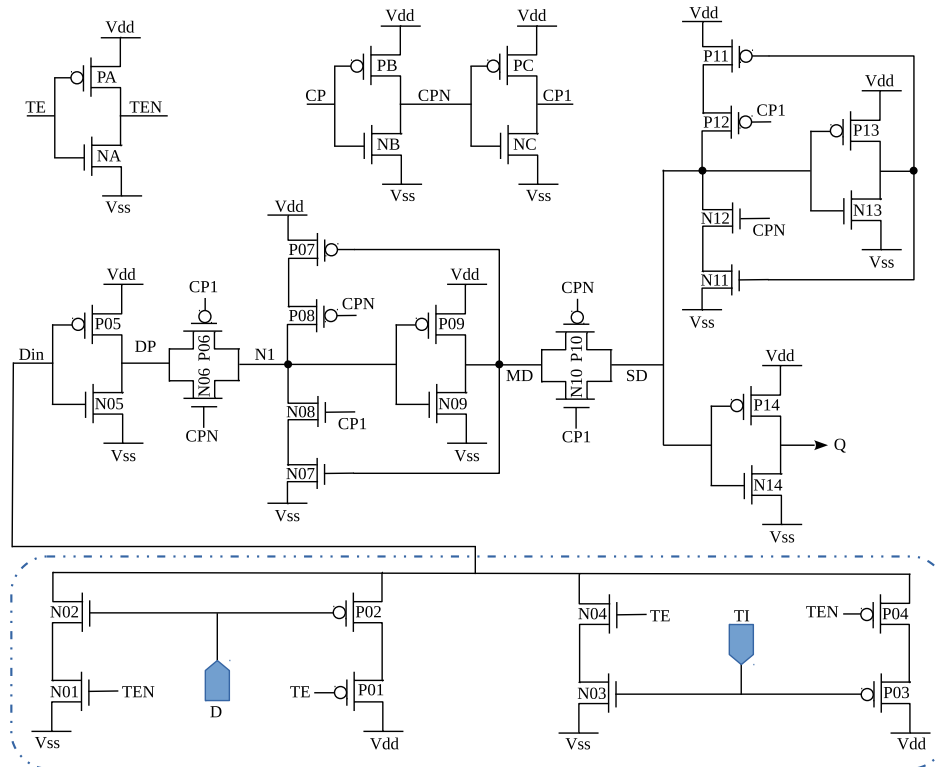 Vdd Vdd Vdd Vdd
PA PB PC P11
Vdd
TE TEN CP CPN CP1 P12 CP1 P13
NA NB NC
Vss Vss Vss
N12 CPN N13
Vdd
P07 Vss
N11
Vdd CP1 P08 CPN Vdd CPN
Vss
P05 P06 P09 P10
Din DP N1 MD SD Vdd
N05 N06 N08 CP1 N09 N10 P14
CPN CP1
Vss N07 Vss Q
N14
Vss
Vss
N02 P02 N04 TE TI TEN P04
N01 TEN D TE P01 N03 P03
Vss Vdd Vss Vdd